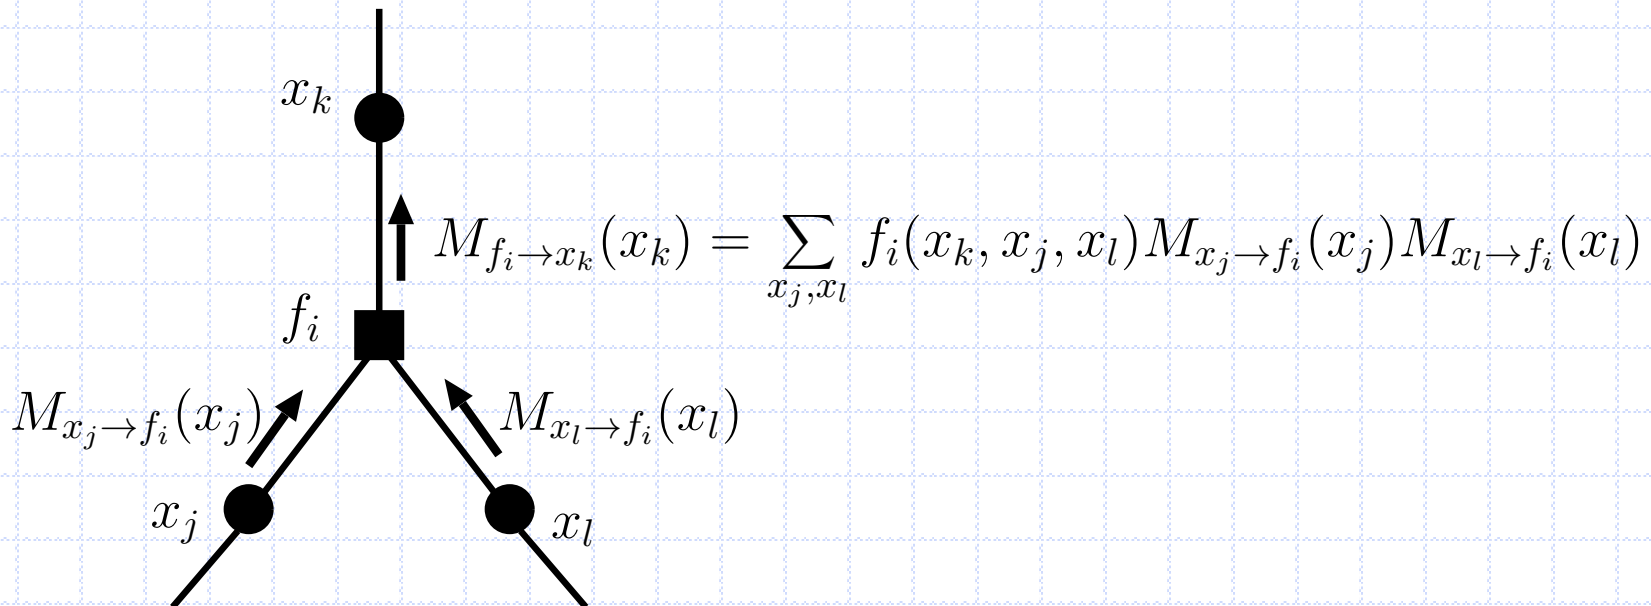 x_k
M_{f_i→x_k}(x_k) = ∑_{x_j,x_l} f_i(x_k, x_j, x_l)M_{x_j→f_i}(x_j)M_{x_l→f_i}(x_l)
f_i
M_{x_j→f_i}(x_j)
M_{x_l→f_i}(x_l)
x_j
x_l